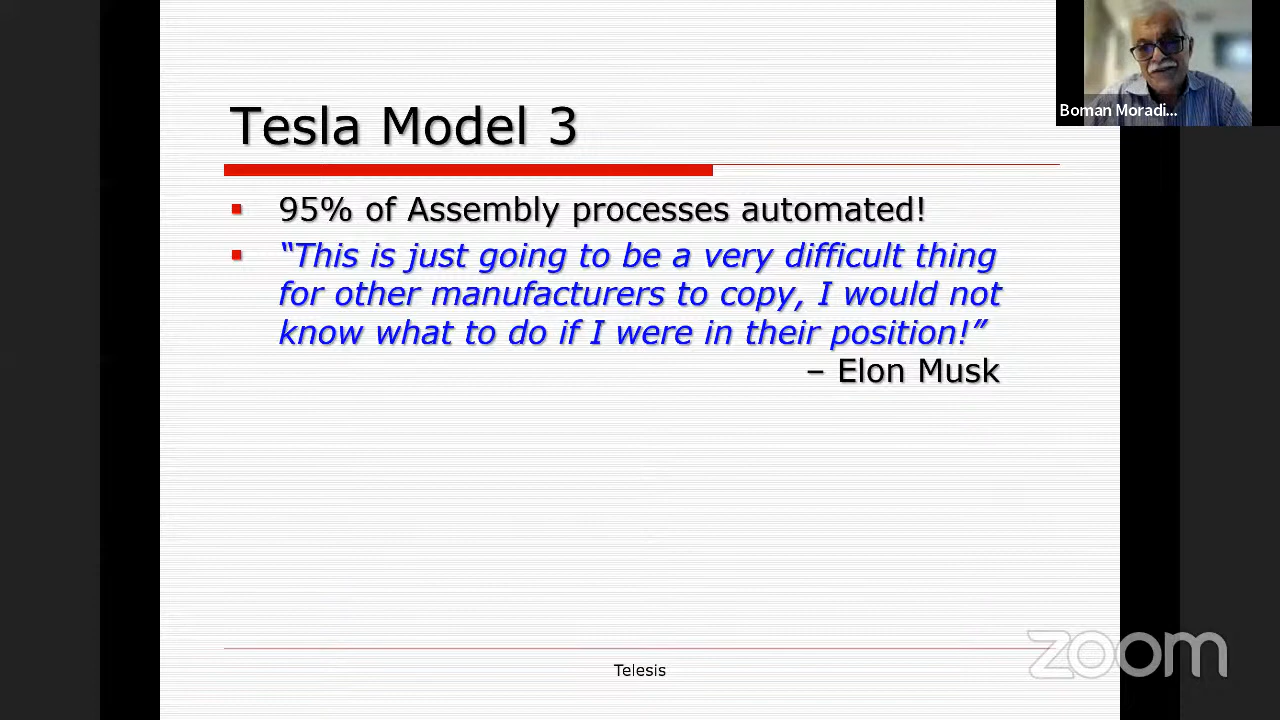 Tesla Model 3
95% of Assembly processes automated!
“This is just going to be a very difficult thing
for other manufacturers to copy, I would not
know what to do if I were in their position!”
– Elon Musk
Telesis
Boman Moradi...
zoom